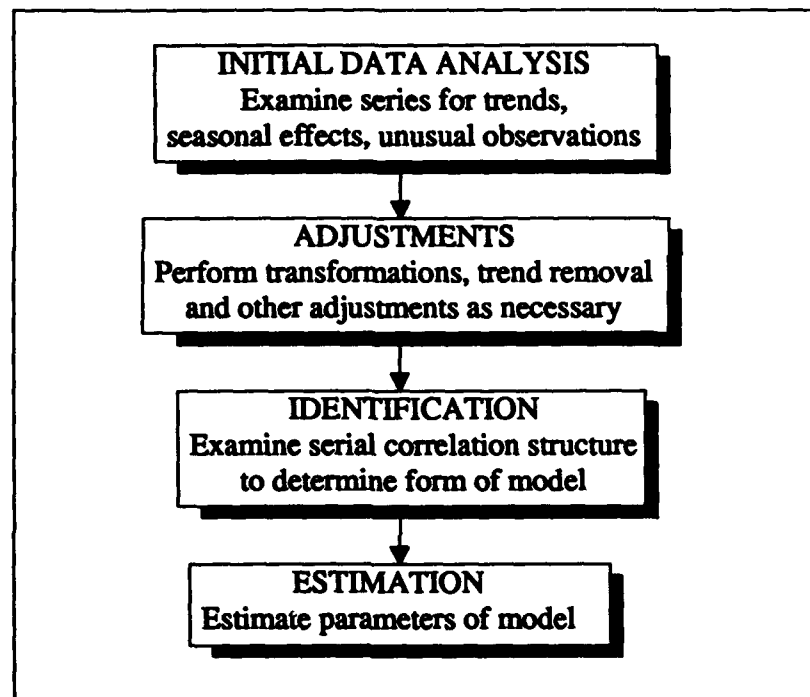 INITIAL DATA ANALYSIS
Examine series for trends,
seasonal effects, unusual observations
ADJUSTMENTS
Perform transformations, trend removal
and other adjustments as necessary
IDENTIFICATION
Examine serial correlation structure
to determine form of model
ESTIMATION
Estimate parameters of model